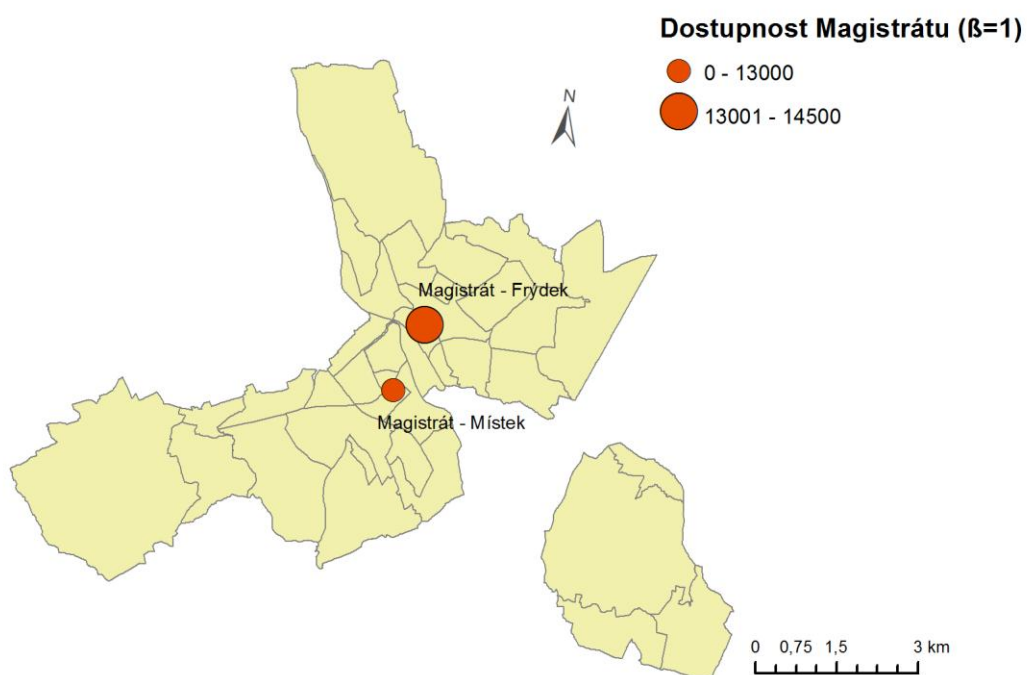 Dostupnost Magistrátu (ß=1)
0 - 13000
13001 - 14500
N
Magistrát - Frýdek
Magistrát - Místek
0 0,75 1,5 3 km